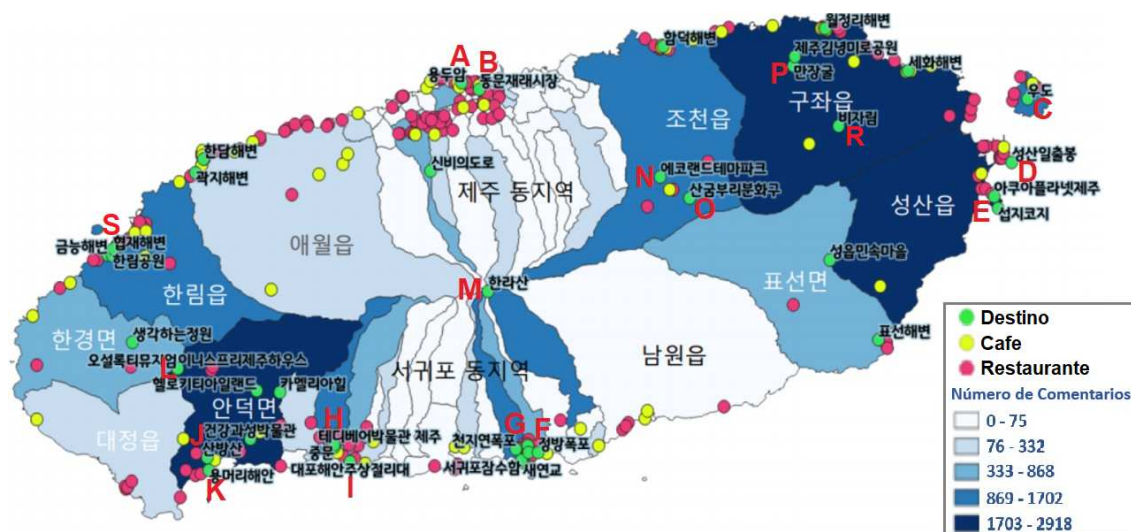 월정리해변
함덕해변
A B
제주김녕미로공원
용두암
동문재래시장
P
만장굴
세화해변
구좌읍
우도
C
조천읍
비자림
R
한담해변
성산일출봉
D
신비의도로
에코랜드테마파크
N
곽지해변
제주 동지역
산굼부리분화구
O
아쿠아플라넷제주
E
섭지코지
성산읍
S
애월읍
금능해변
협재해변
한림공원
성읍민속마을
표선면
M
한라산
한림읍
한경면
생각하는정원
표선해변
오설록티뮤지엄이니스프리제주하우스
L
서귀포 동지역
남원읍
헬로키티아일랜드
카멜리아힐
안덕면
대정읍
H
G F
J
건강과성박물관
테디베어박물관 제주
천지연폭포
정방폭포
산방산
중문
용머리해안
대포해안주상절리대
서귀포잠수함
새연교
K
I
Destino
Cafe
Restaurante
Número de Comentarios
0 - 75
76 - 332
333 - 868
869 - 1702
1703 - 2918